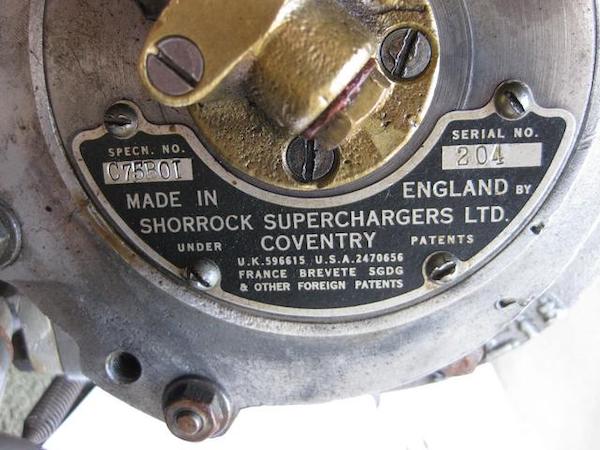 SPECN. NO.
C75B01
SERIAL NO.
204
MADE IN ENGLAND BY
SHORROCK SUPERCHARGERS LTD.
UNDER COVENTRY PATENTS
U.K.596615 U.S.A.2470656
FRANCE BREVETE SGDG
& OTHER FOREIGN PATENTS